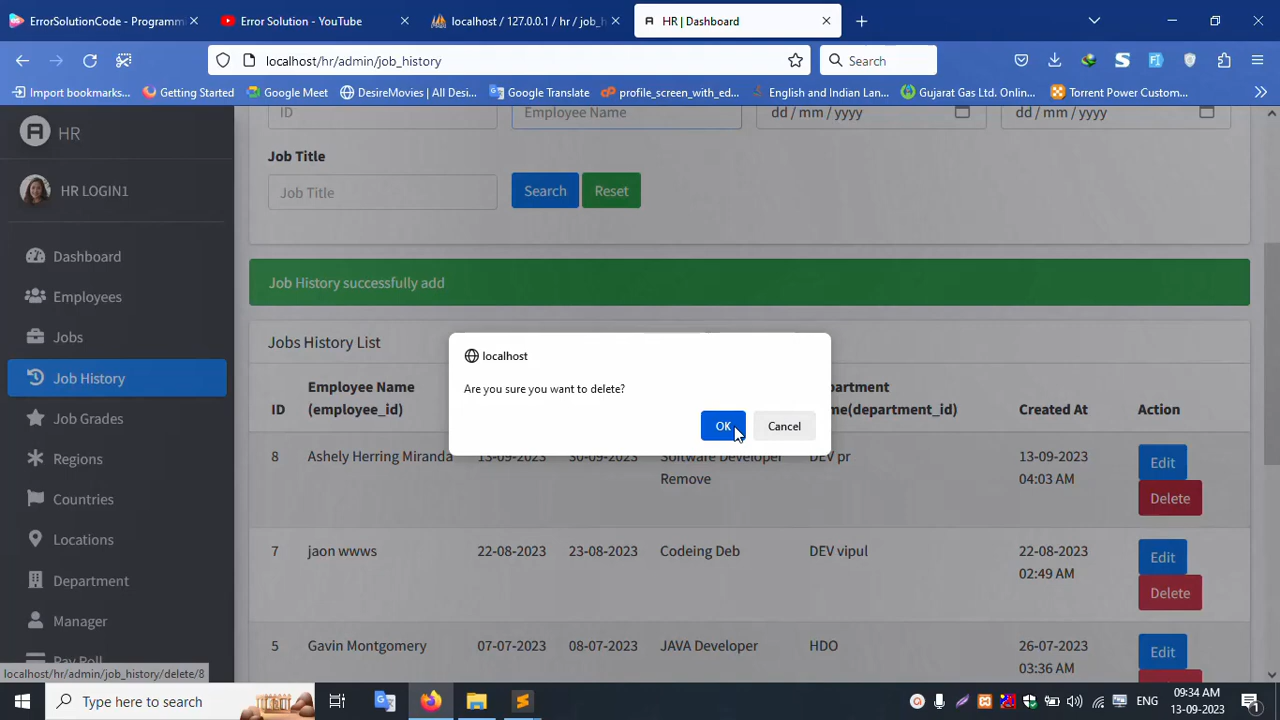 ErrorSolutionCode - Programm
Error Solution - YouTube
localhost / 127.0.0.1 / hr / job_h
HR | Dashboard
localhost/hr/admin/job_history
Search
Import bookmarks...
Getting Started
Google Meet
DesireMovies | All Desi...
Google Translate
profile_screen_with_ed...
English and Indian Lan...
Gujarat Gas Ltd. Onlin...
Torrent Power Custom...
HR
HR LOGIN1
Dashboard
Employees
Jobs
Job History
Job Grades
Regions
Countries
Locations
Department
Manager
Pay Roll
ID
Employee Name
dd/mm/yyyy
dd/mm/yyyy
Job Title
Job Title
Search
Reset
Job History successfully add
Jobs History List
localhost
Are you sure you want to delete?
OK
Cancel
ID
Employee Name
(employee_id)
partment
me(department_id)
Created At
Action
8 Ashely Herring Miranda 13-09-2023 30-09-2023 Software Developer DEV pr 13-09-2023 Edit
Remove 04:03 AM Delete
7 jaon wwws 22-08-2023 23-08-2023 Codeing Deb DEV vipul 22-08-2023 Edit
02:49 AM Delete
5 Gavin Montgomery 07-07-2023 08-07-2023 JAVA Developer HDO 26-07-2023 Edit
03:36 AM
localhost/hr/admin/job_history/delete/8
Type here to search
ENG
09:34 AM
13-09-2023
1